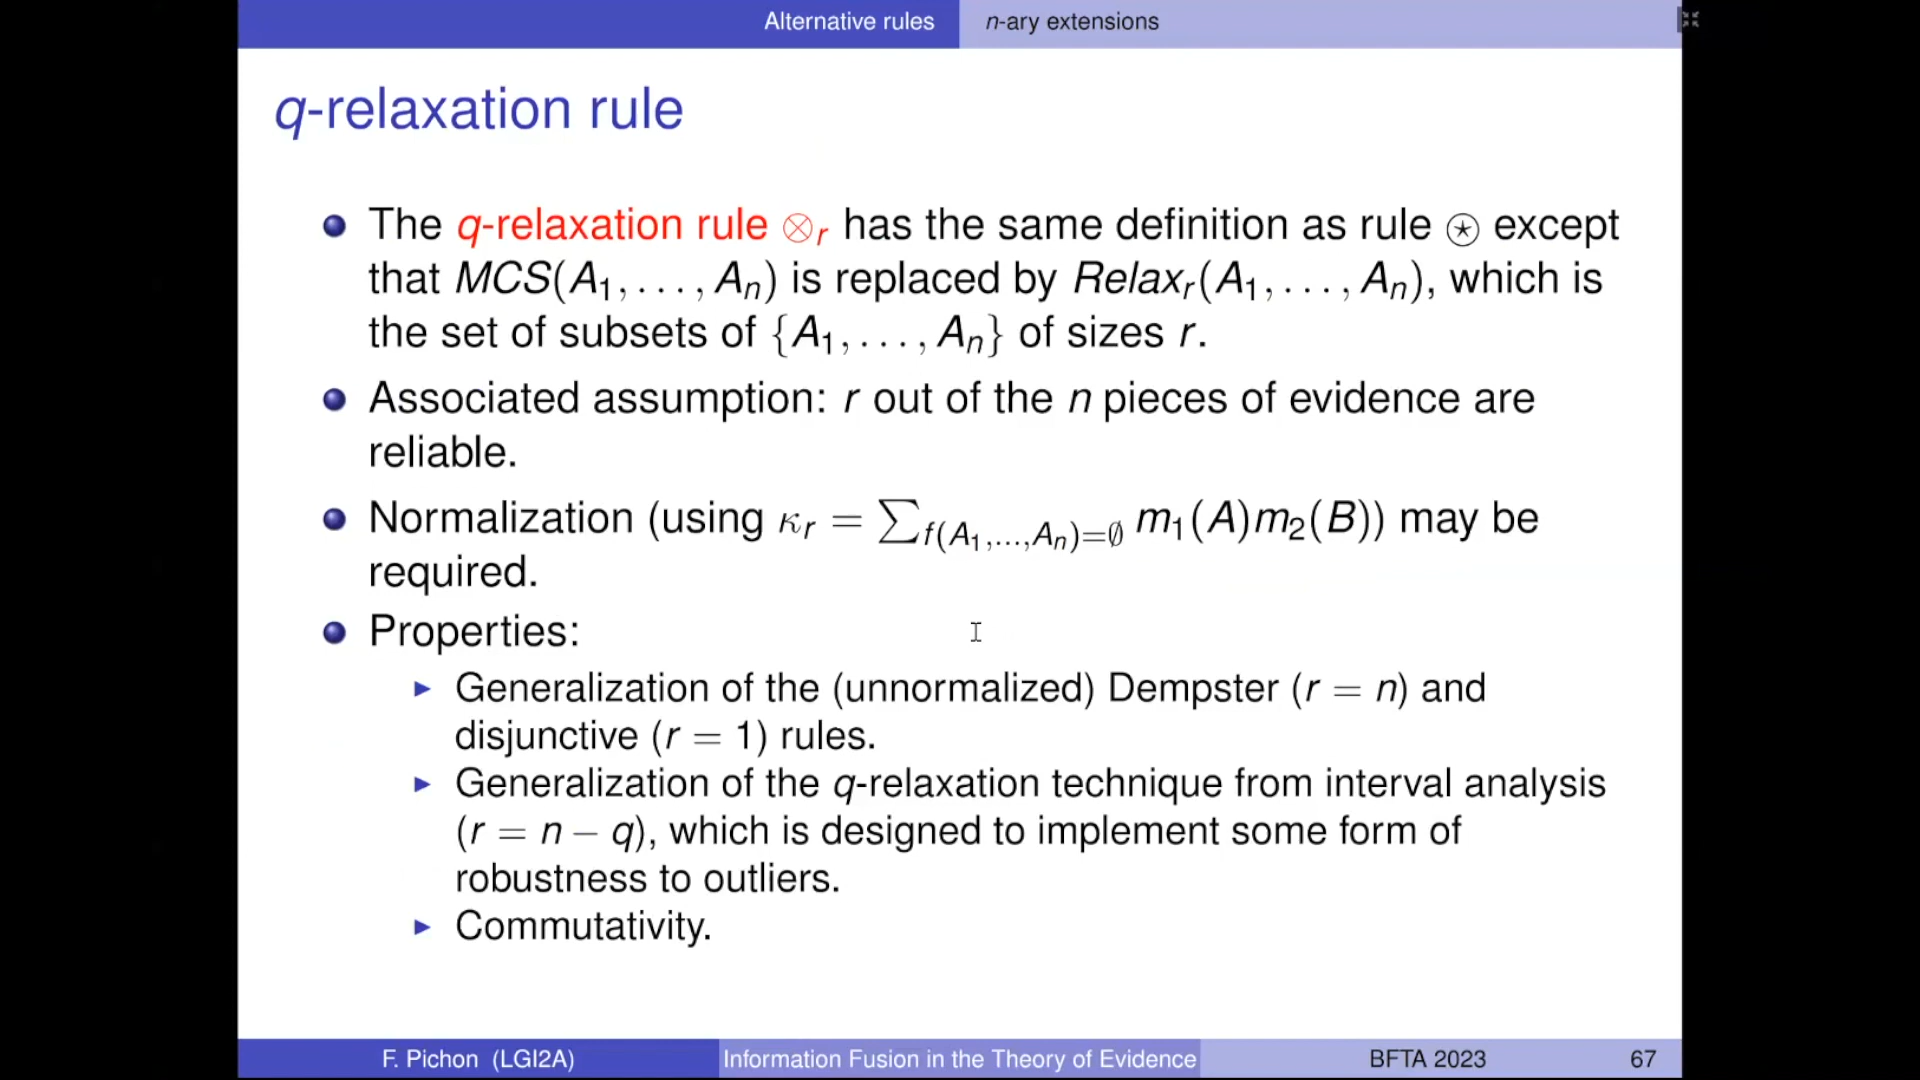 Alternative rules n-ary extensions
q-relaxation rule
The q-relaxation rule ⊗r has the same definition as rule ⊛ except
that MCS(A1, . . . , An) is replaced by Relaxr(A1, . . . , An), which is
the set of subsets of {A1, . . . , An} of sizes r.
Associated assumption: r out of the n pieces of evidence are
reliable.
Normalization (using κr = ∑f(A1,...,An)=∅ m1(A)m2(B)) may be
required.
Properties:
Generalization of the (unnormalized) Dempster (r = n) and
disjunctive (r = 1) rules.
Generalization of the q-relaxation technique from interval analysis
(r = n − q), which is designed to implement some form of
robustness to outliers.
Commutativity.
F. Pichon (LGI2A) Information Fusion in the Theory of Evidence BFTA 2023 67